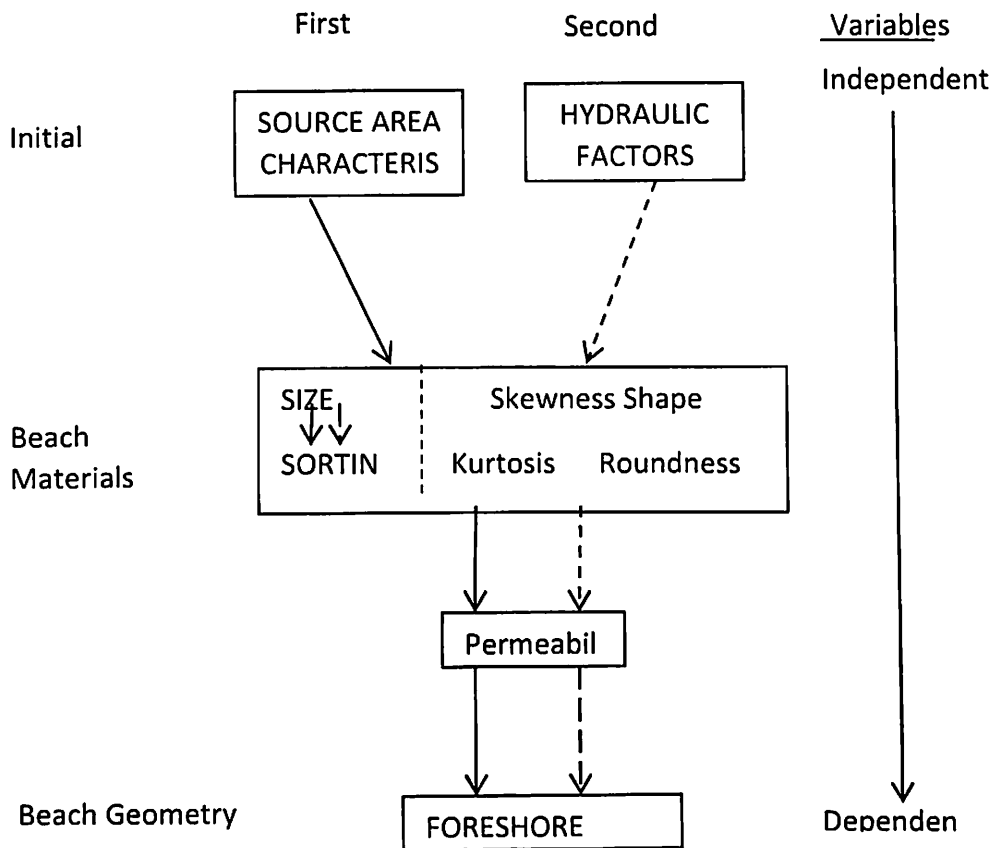 First Second Variables
Independent
Initial
SOURCE AREA
CHARACTERIS
HYDRAULIC
FACTORS
SIZE Skewness Shape
Beach
Materials
SORTIN Kurtosis Roundness
Permeabil
Beach Geometry
FORESHORE
Dependen